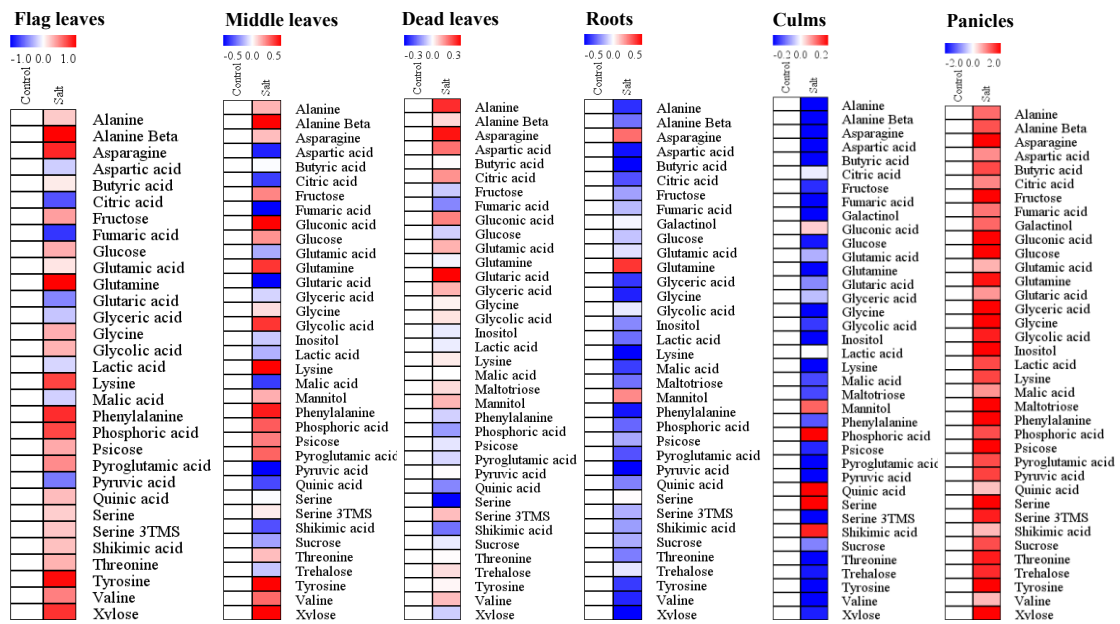 Flag leaves
-1.0 0.0 1.0
Control
Salt
Alanine
Alanine Beta
Asparagine
Aspartic acid
Butyric acid
Citric acid
Fructose
Fumaric acid
Glucose
Glutamic acid
Glutamine
Glutaric acid
Glyceric acid
Glycine
Glycolic acid
Lactic acid
Lysine
Malic acid
Phenylalanine
Phosphoric acid
Psicose
Pyroglutamic acid
Pyruvic acid
Quinic acid
Serine
Serine 3TMS
Shikimic acid
Threonine
Tyrosine
Valine
Xylose
Middle leaves
-0.5 0.0 0.5
Control
Salt
Alanine
Alanine Beta
Asparagine
Aspartic acid
Butyric acid
Citric acid
Fructose
Fumaric acid
Gluconic acid
Glucose
Glutamic acid
Glutamine
Glutaric acid
Glyceric acid
Glycine
Glycolic acid
Inositol
Lactic acid
Lysine
Malic acid
Mannitol
Phenylalanine
Phosphoric acid
Psicose
Pyroglutamic acid
Pyruvic acid
Quinic acid
Serine
Serine 3TMS
Shikimic acid
Sucrose
Threonine
Trehalose
Tyrosine
Valine
Xylose
Dead leaves
-0.3 0.0 0.3
Control
Salt
Alanine
Alanine Beta
Asparagine
Aspartic acid
Butyric acid
Citric acid
Fructose
Fumaric acid
Gluconic acid
Glucose
Glutamic acid
Glutamine
Glutaric acid
Glyceric acid
Glycine
Glycolic acid
Inositol
Lactic acid
Lysine
Malic acid
Maltotriose
Mannitol
Phenylalanine
Phosphoric acid
Psicose
Pyroglutamic acid
Pyruvic acid
Quinic acid
Serine
Serine 3TMS
Shikimic acid
Sucrose
Threonine
Trehalose
Tyrosine
Valine
Xylose
Roots
-0.5 0.0 0.5
Control
Salt
Alanine
Alanine Beta
Asparagine
Aspartic acid
Butyric acid
Citric acid
Fructose
Fumaric acid
Galactinol
Glucose
Glutamic acid
Glutamine
Glyceric acid
Glycine
Glycolic acid
Inositol
Lactic acid
Lysine
Malic acid
Maltotriose
Mannitol
Phenylalanine
Phosphoric acid
Psicose
Pyroglutamic acid
Pyruvic acid
Quinic acid
Serine
Serine 3TMS
Shikimic acid
Sucrose
Threonine
Trehalose
Tyrosine
Valine
Xylose
Culms
-0.2 0.0 0.2
Control
Salt
Alanine
Alanine Beta
Asparagine
Aspartic acid
Butyric acid
Citric acid
Fructose
Fumaric acid
Galactinol
Gluconic acid
Glucose
Glutamic acid
Glutamine
Glutaric acid
Glyceric acid
Glycine
Glycolic acid
Inositol
Lactic acid
Lysine
Malic acid
Maltotriose
Mannitol
Phenylalanine
Phosphoric acid
Psicose
Pyroglutamic acid
Pyruvic acid
Quinic acid
Serine
Serine 3TMS
Shikimic acid
Sucrose
Threonine
Trehalose
Tyrosine
Valine
Xylose
Panicles
-2.0 0.0 2.0
Control
Salt
Alanine
Alanine Beta
Asparagine
Aspartic acid
Butyric acid
Citric acid
Fructose
Fumaric acid
Galactinol
Gluconic acid
Glucose
Glutamic acid
Glutamine
Glutaric acid
Glyceric acid
Glycine
Glycolic acid
Inositol
Lactic acid
Lysine
Malic acid
Maltotriose
Phenylalanine
Phosphoric acid
Psicose
Pyroglutamic acid
Pyruvic acid
Quinic acid
Serine
Serine 3TMS
Shikimic acid
Sucrose
Threonine
Trehalose
Tyrosine
Valine
Xylose